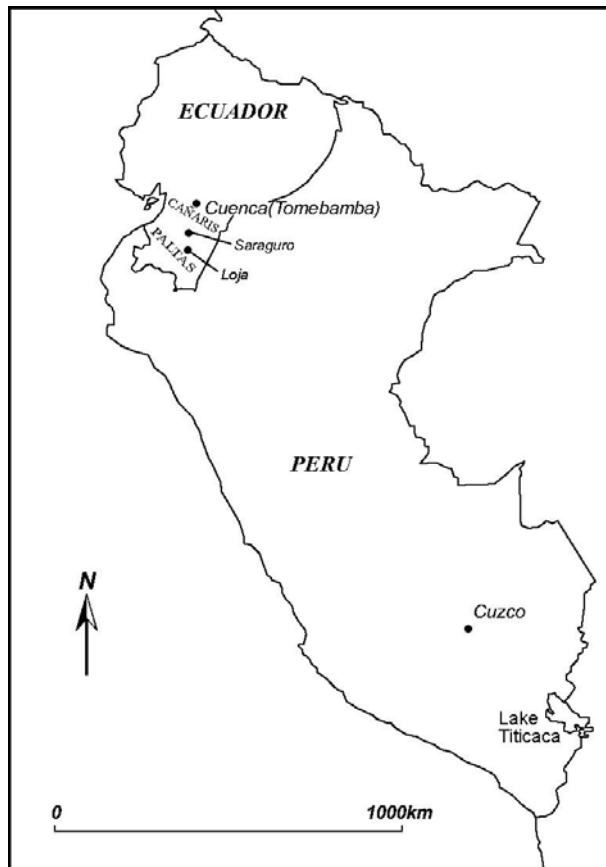 ECUADOR
Cuenca(Tomebamba)
CAÑARIS
Saraguro
PALTAS
Loja
PERU
N
Cuzco
Lake
Titicaca
0 1000km